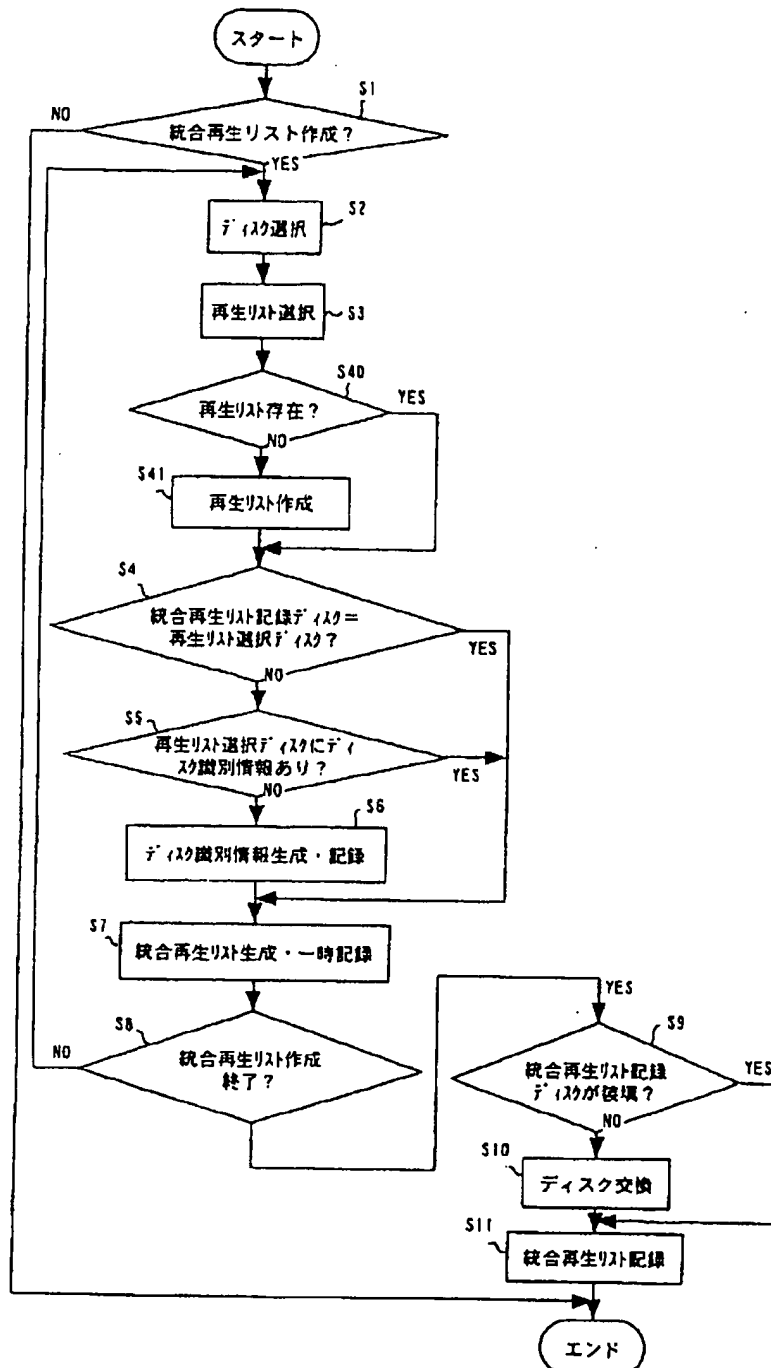 スタート
S1
NO
統合再生リスト作成？
YES
S2
ディスク選択
再生リスト選択
S3
S40
再生リスト存在？
YES
NO
S41
再生リスト作成
S4
統合再生リスト記録ディスク＝
再生リスト選択ディスク？
YES
NO
S5
再生リスト選択ディスクにディ
スク識別情報あり？
YES
NO
S6
ディスク識別情報生成・記録
S7
統合再生リスト生成・一時記録
YES
S8
S9
NO
統合再生リスト作成
終了？
統合再生リスト記録
ディスクが装填？
YES
NO
S10
ディスク交換
S11
統合再生リスト記録
エンド